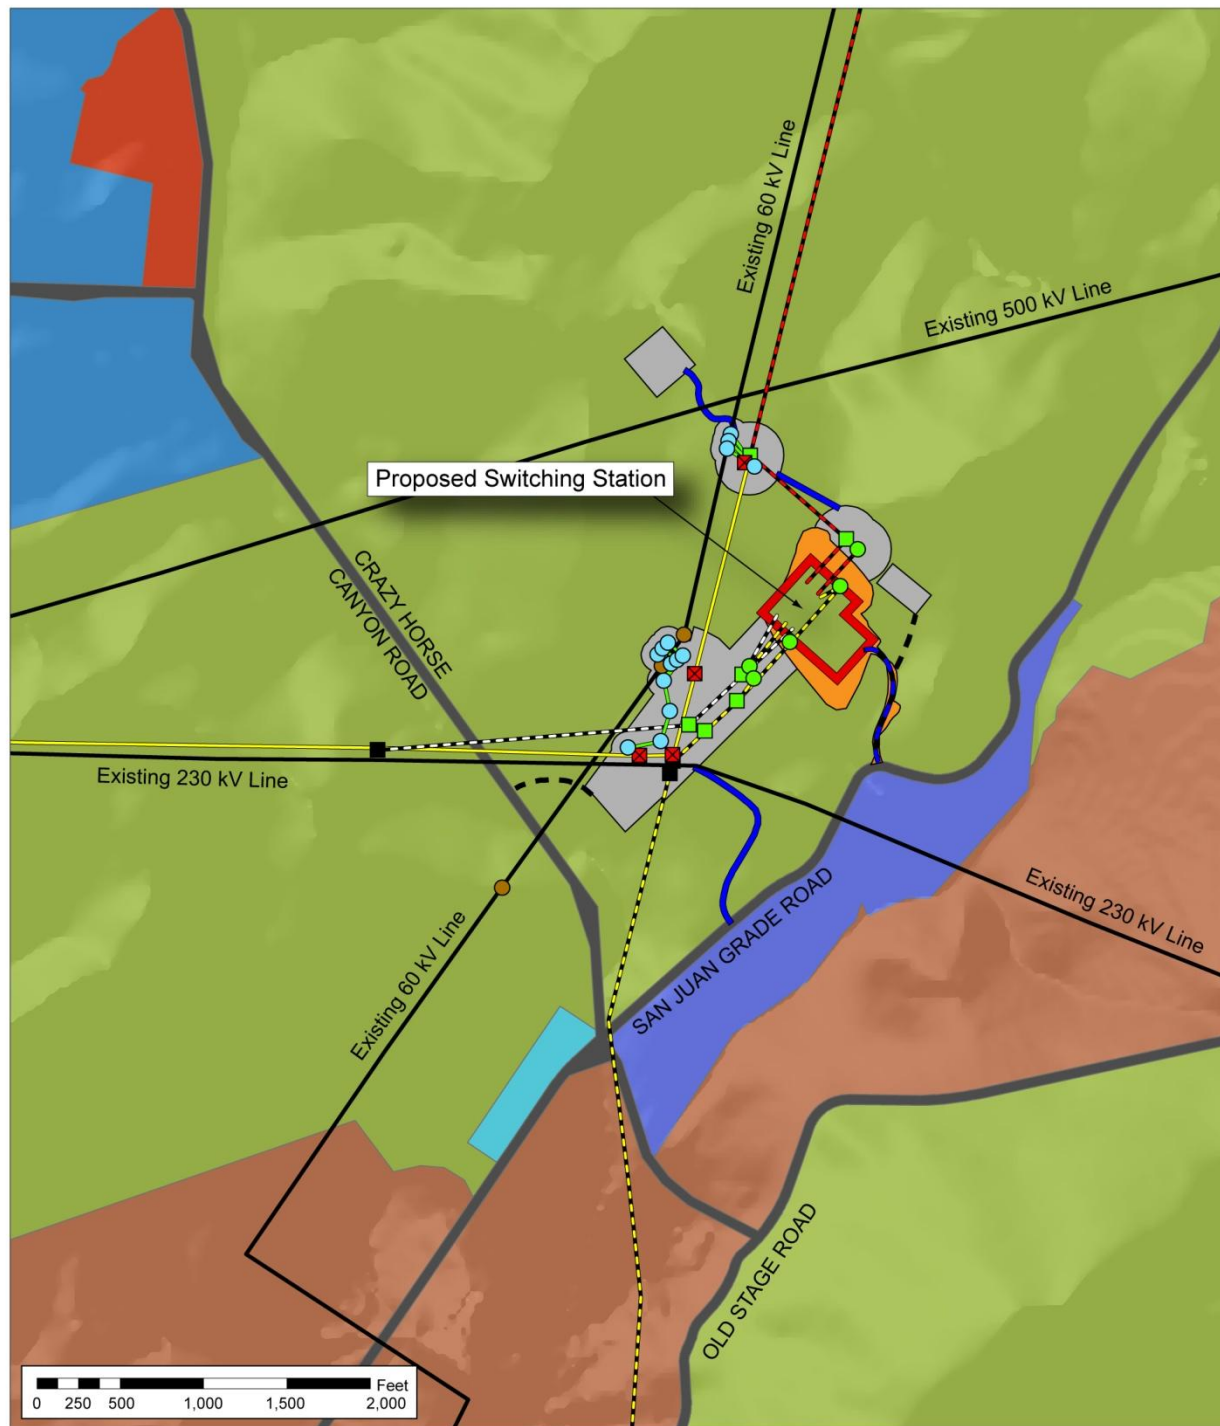 Existing 60 kV Line
Existing 500 kV Line
Proposed Switching Station
CRAZY HORSE
CANYON ROAD
Existing 230 kV Line
Existing 230 kV Line
SAN JUAN GRADE ROAD
Existing 60 kV Line
OLD STAGE ROAD
Feet
0 250 500 1,000 1,500 2,000